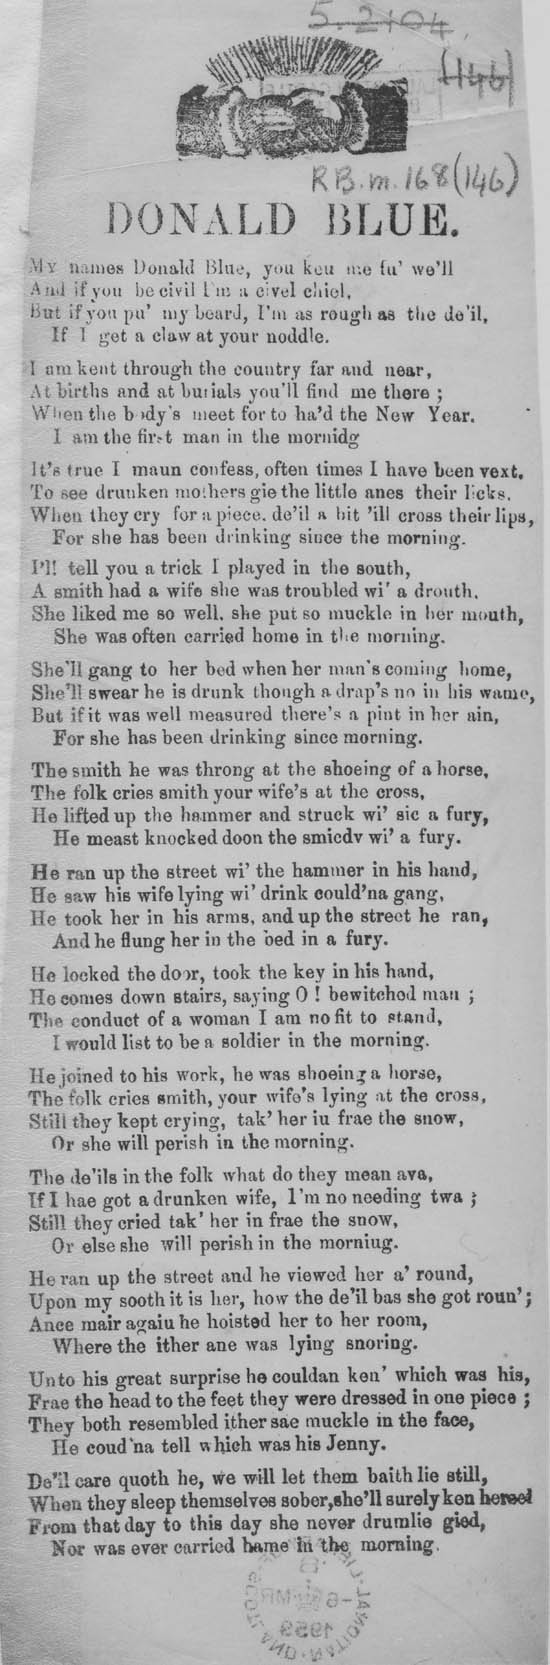 5.2104.
(146)
RB.m.168(146)
DONALD BLUE.
My names Donald Blue, you keu me fu' we'll
And if you be civil I'm a civel chiel,
But if you pu' my beard, I'm as rough as the de'il,
If I get a claw at your noddle.
I am kent through the country far and near,
At births and at burials you'll find me there ;
When the body's meet for to ha'd the New Year.
I am the first man in the mornidg
It's true I maun confess, often times I have been vext.
To see drunken mothers gie the little anes their licks.
When they cry for a piece. de'il a bit 'ill cross their lips,
For she has been drinking since the morning.
I'll tell you a trick I played in the south,
A smith had a wife she was troubled wi' a drouth.
She liked me so well. she put so muckle in her mouth,
She was often carried home in the morning.
She'll gang to her bed when her man's coming home,
She'll swear he is drunk though a drap's no in his wame,
But if it was well measured there's a pint in her ain,
For she has been drinking since morning.
The smith he was throng at the shoeing of a horse,
The folk cries smith your wife's at the cross,
He lifted up the hammer and struck wi' sic a fury,
He meast knocked doon the smicdy wi' a fury.
He ran up the street wi' the hammer in his hand,
He saw his wife lying wi' drink could'na gang,
He took her in his arms, and up the street he ran,
And he flung her in the bed in a fury.
He locked the door, took the key in his hand,
He comes down stairs, saying O ! bewitched man ;
The conduct of a woman I am no fit to stand,
I would list to be a soldier in the morning.
He joined to his work, he was shoeing a horse,
The folk cries smith, your wife's lying at the cross,
Still they kept crying, tak' her iu frae the snow,
Or she will perish in the morning.
The de'ils in the folk what do they mean ava,
If I hae got a drunken wife, I'm no needing twa ;
Still they cried tak' her in frae the snow,
Or else she will perish in the morniug.
He ran up the street and he viewed her a' round,
Upon my sooth it is her, how the de'il bas she got roun' ;
Ance mair agaiu he hoisted her to her room,
Where the ither ane was lying snoring.
Unto his great surprise he couldan ken' which was his,
Frae the head to the feet they were dressed in one piece ;
They both resembled ither sae muckle in the face,
He coud'na tell which was his Jenny.
De'il care quoth he, we will let them baith lie still,
When they sleep themselves sober, she'll surely ken hersel
From that day to this day she never drumlie gied,
Nor was ever carried hame in the morning.
1959